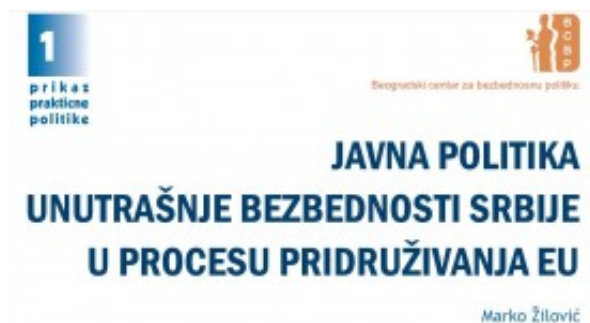 1
prikaz
praktične
politike
BCBP
Beogradski centar za bezbednosnu politiku
JAVNA POLITIKA
UNUTRAŠNJE BEZBEDNOSTI SRBIJE
U PROCESU PRIDRUŽIVANJA EU
Marko Žilović